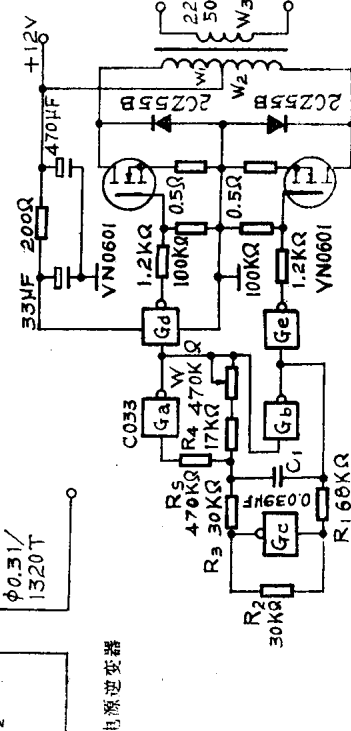 22
50
W3
+12V
470μF
W1
W2
2CZ55B
2CZ55B
200Ω
33μF
VN0601
0.5Ω
0.5Ω
1.2KΩ
100KΩ
100KΩ
1.2KΩ
VN0601
Gd
Ge
C033
Ga
W
470KΩ
Gb
R4
17KΩ
R5
470KΩ
C1
0.039μF
30KΩ
R3
Gc
R1 68KΩ
R2
30KΩ
ϕ0.31/
1320T
电源逆变器